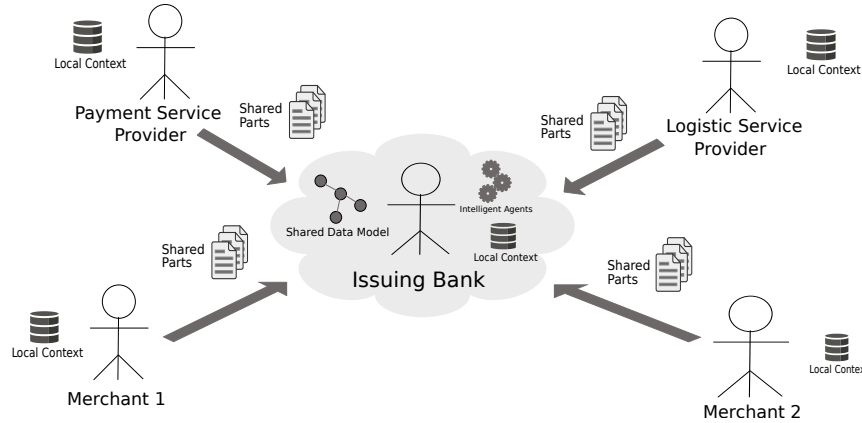 Local Context
Payment Service
Provider
Shared
Parts
Local Context
Logistic Service
Provider
Shared
Parts
Shared Data Model
Intelligent Agents
Local Context
Issuing Bank
Shared
Parts
Local Context
Merchant 1
Shared
Parts
Local Conte
Merchant 2